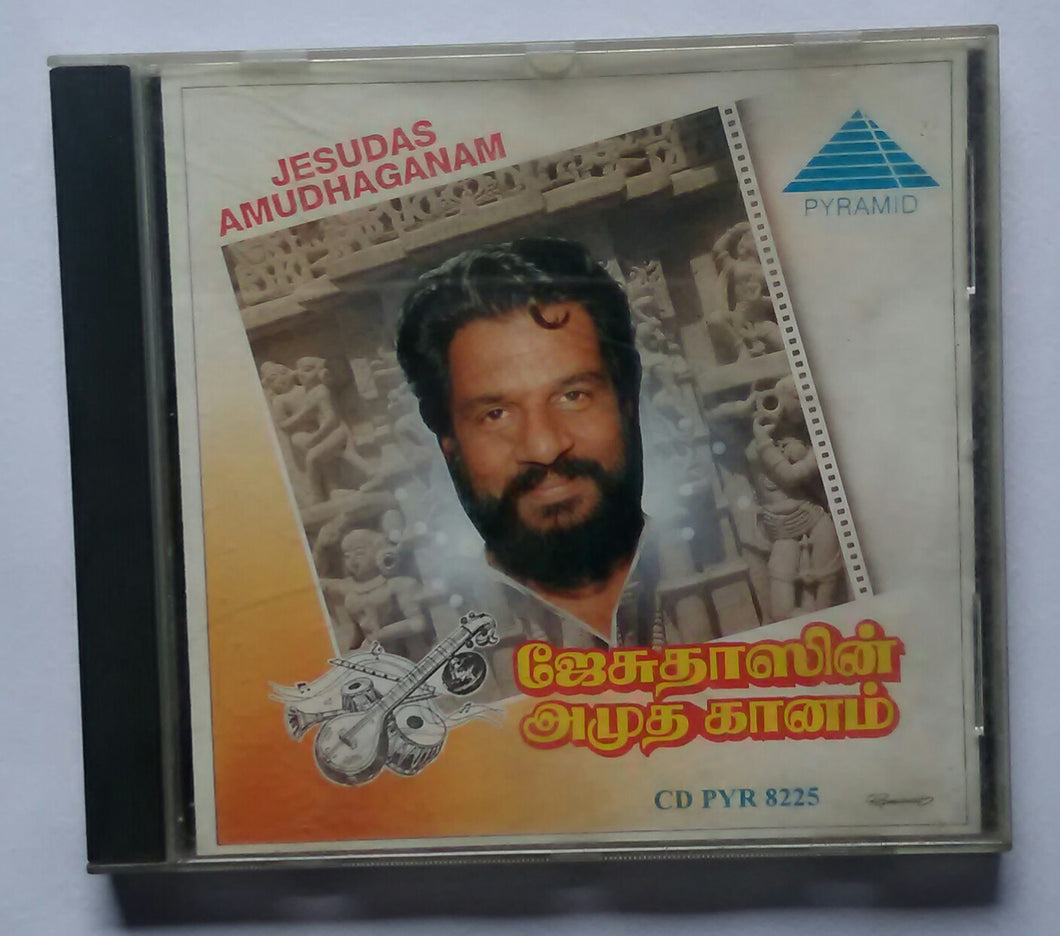 JESUDAS
AMUDHAGANAM
PYRAMID
ஜேசுதாஸின்
அமுத கானம்
CD PYR 8225